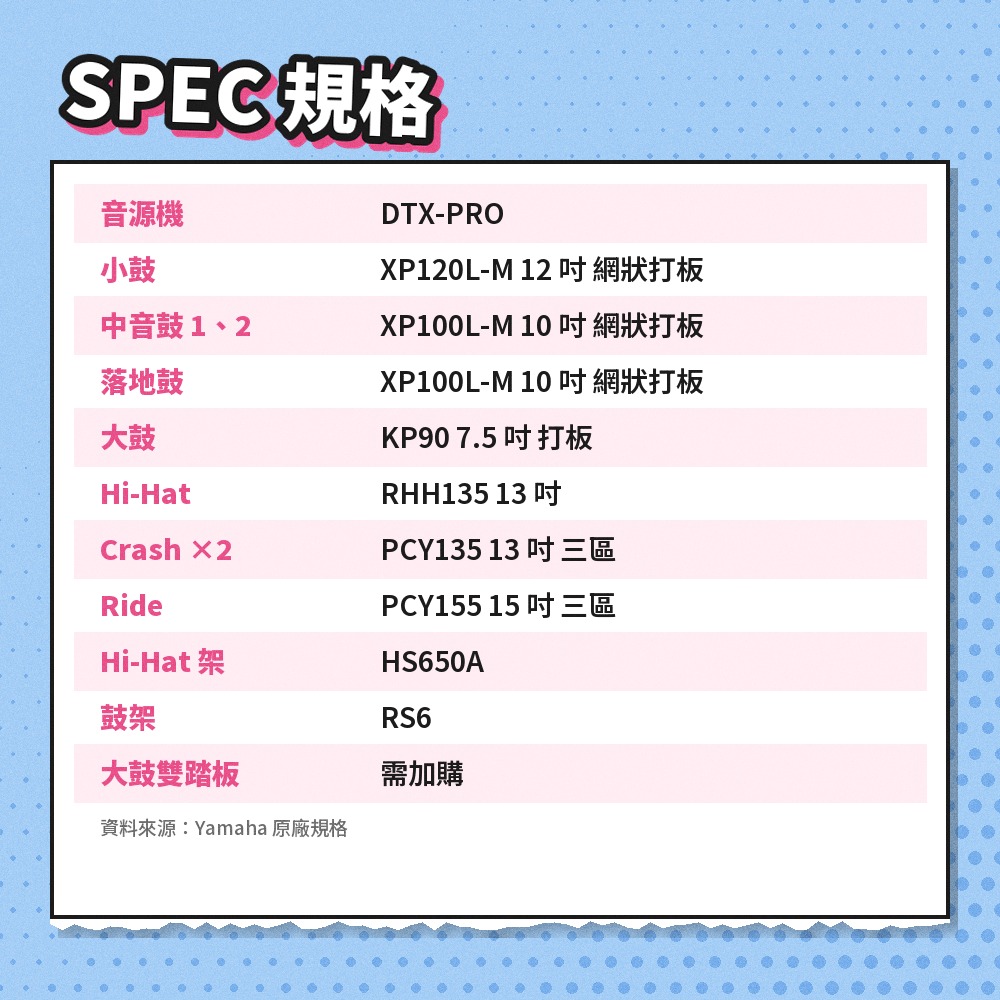 SPEC 規格
音源機 DTX-PRO
小鼓 XP120L-M 12 吋 網狀打板
中音鼓 1、2 XP100L-M 10 吋 網狀打板
落地鼓 XP100L-M 10 吋 網狀打板
大鼓 KP90 7.5 吋 打板
Hi-Hat RHH135 13 吋
Crash ×2 PCY135 13 吋 三區
Ride PCY155 15 吋 三區
Hi-Hat 架 HS650A
鼓架 RS6
大鼓雙踏板 需加購
資料來源：Yamaha 原廠規格